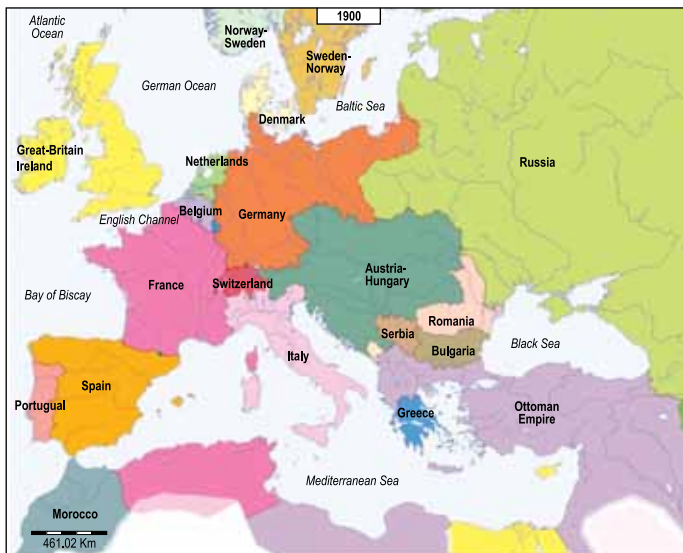 1900
Atlantic
Ocean
Norway-
Sweden
Sweden-
Norway
German Ocean
Baltic Sea
Denmark
Great-Britain
Ireland
Netherlands
Russia
English Channel
Belgium
Germany
Austria-
Hungary
France
Switzerland
Bay of Biscay
Romania
Serbia
Bulgaria
Black Sea
Italy
Spain
Portugual
Greece
Ottoman
Empire
Mediterranean Sea
Morocco
461.02 Km